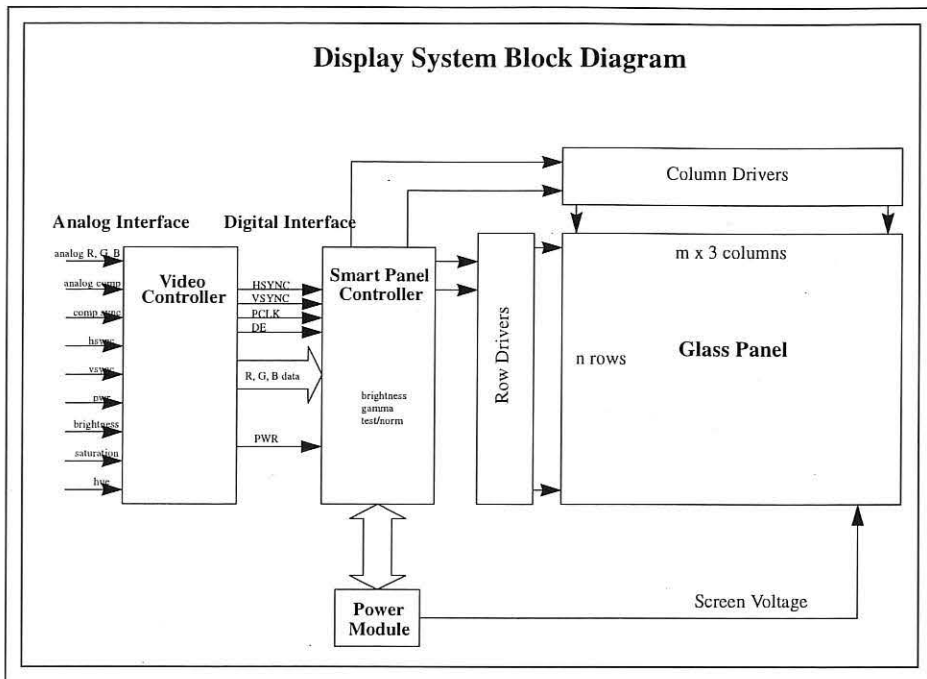 Display System Block Diagram
Column Drivers
Analog Interface
Digital Interface
analog R, G, B
analog comp
comp sync
hsync
vsync
pwr
brightness
saturation
hue
Video
Controller
HSYNC
VSYNC
PCLK
DE
R, G, B data
PWR
Smart Panel
Controller
brightness
gamma
test/norm
Row Drivers
m x 3 columns
n rows
Glass Panel
Power
Module
Screen Voltage